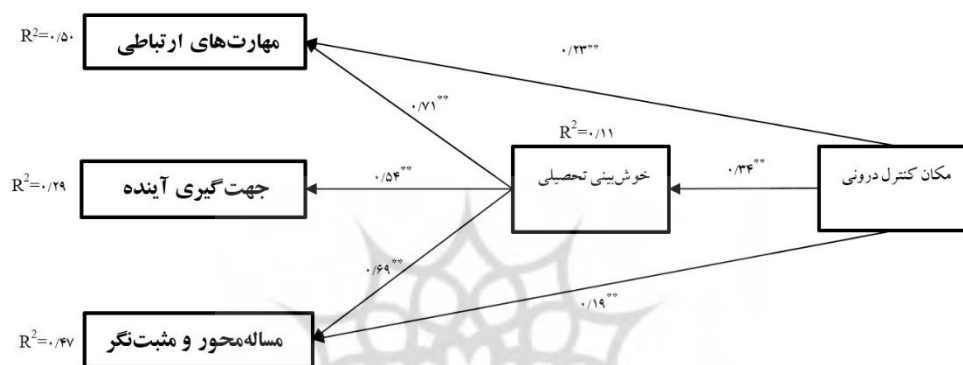 R²=۰/۵۰
مهارت‌های ارتباطی
۰/۲۳**
۰/۷۱**
R²=۰/۱۱
R²=۰/۲۹
جهت‌گیری آینده
۰/۵۴**
خوش‌بینی تحصیلی
۰/۳۴**
مکان کنترل درونی
۰/۶۹**
۰/۱۹**
R²=۰/۴۷
مساله‌محور و مثبت‌نگر